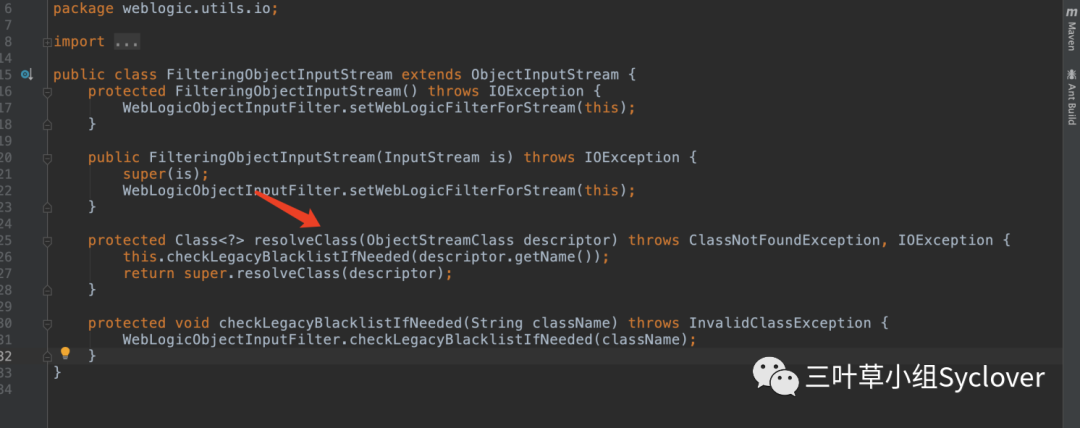 6 package weblogic.utils.io;
7
8 import ...
14
15 public class FilteringObjectInputStream extends ObjectInputStream {
16 protected FilteringObjectInputStream() throws IOException {
17 WebLogicObjectInputFilter.setWebLogicFilterForStream(this);
18 }
19
20 public FilteringObjectInputStream(InputStream is) throws IOException {
21 super(is);
22 WebLogicObjectInputFilter.setWebLogicFilterForStream(this);
23 }
24
25 protected Class<?> resolveClass(ObjectStreamClass descriptor) throws ClassNotFoundException, IOException {
26 this.checkLegacyBlacklistIfNeeded(descriptor.getName());
27 return super.resolveClass(descriptor);
28 }
29
30 protected void checkLegacyBlacklistIfNeeded(String className) throws InvalidClassException {
31 WebLogicObjectInputFilter.checkLegacyBlacklistIfNeeded(className);
32 }
33 }
34
m Maven
Ant Build
三叶草小组Syclover